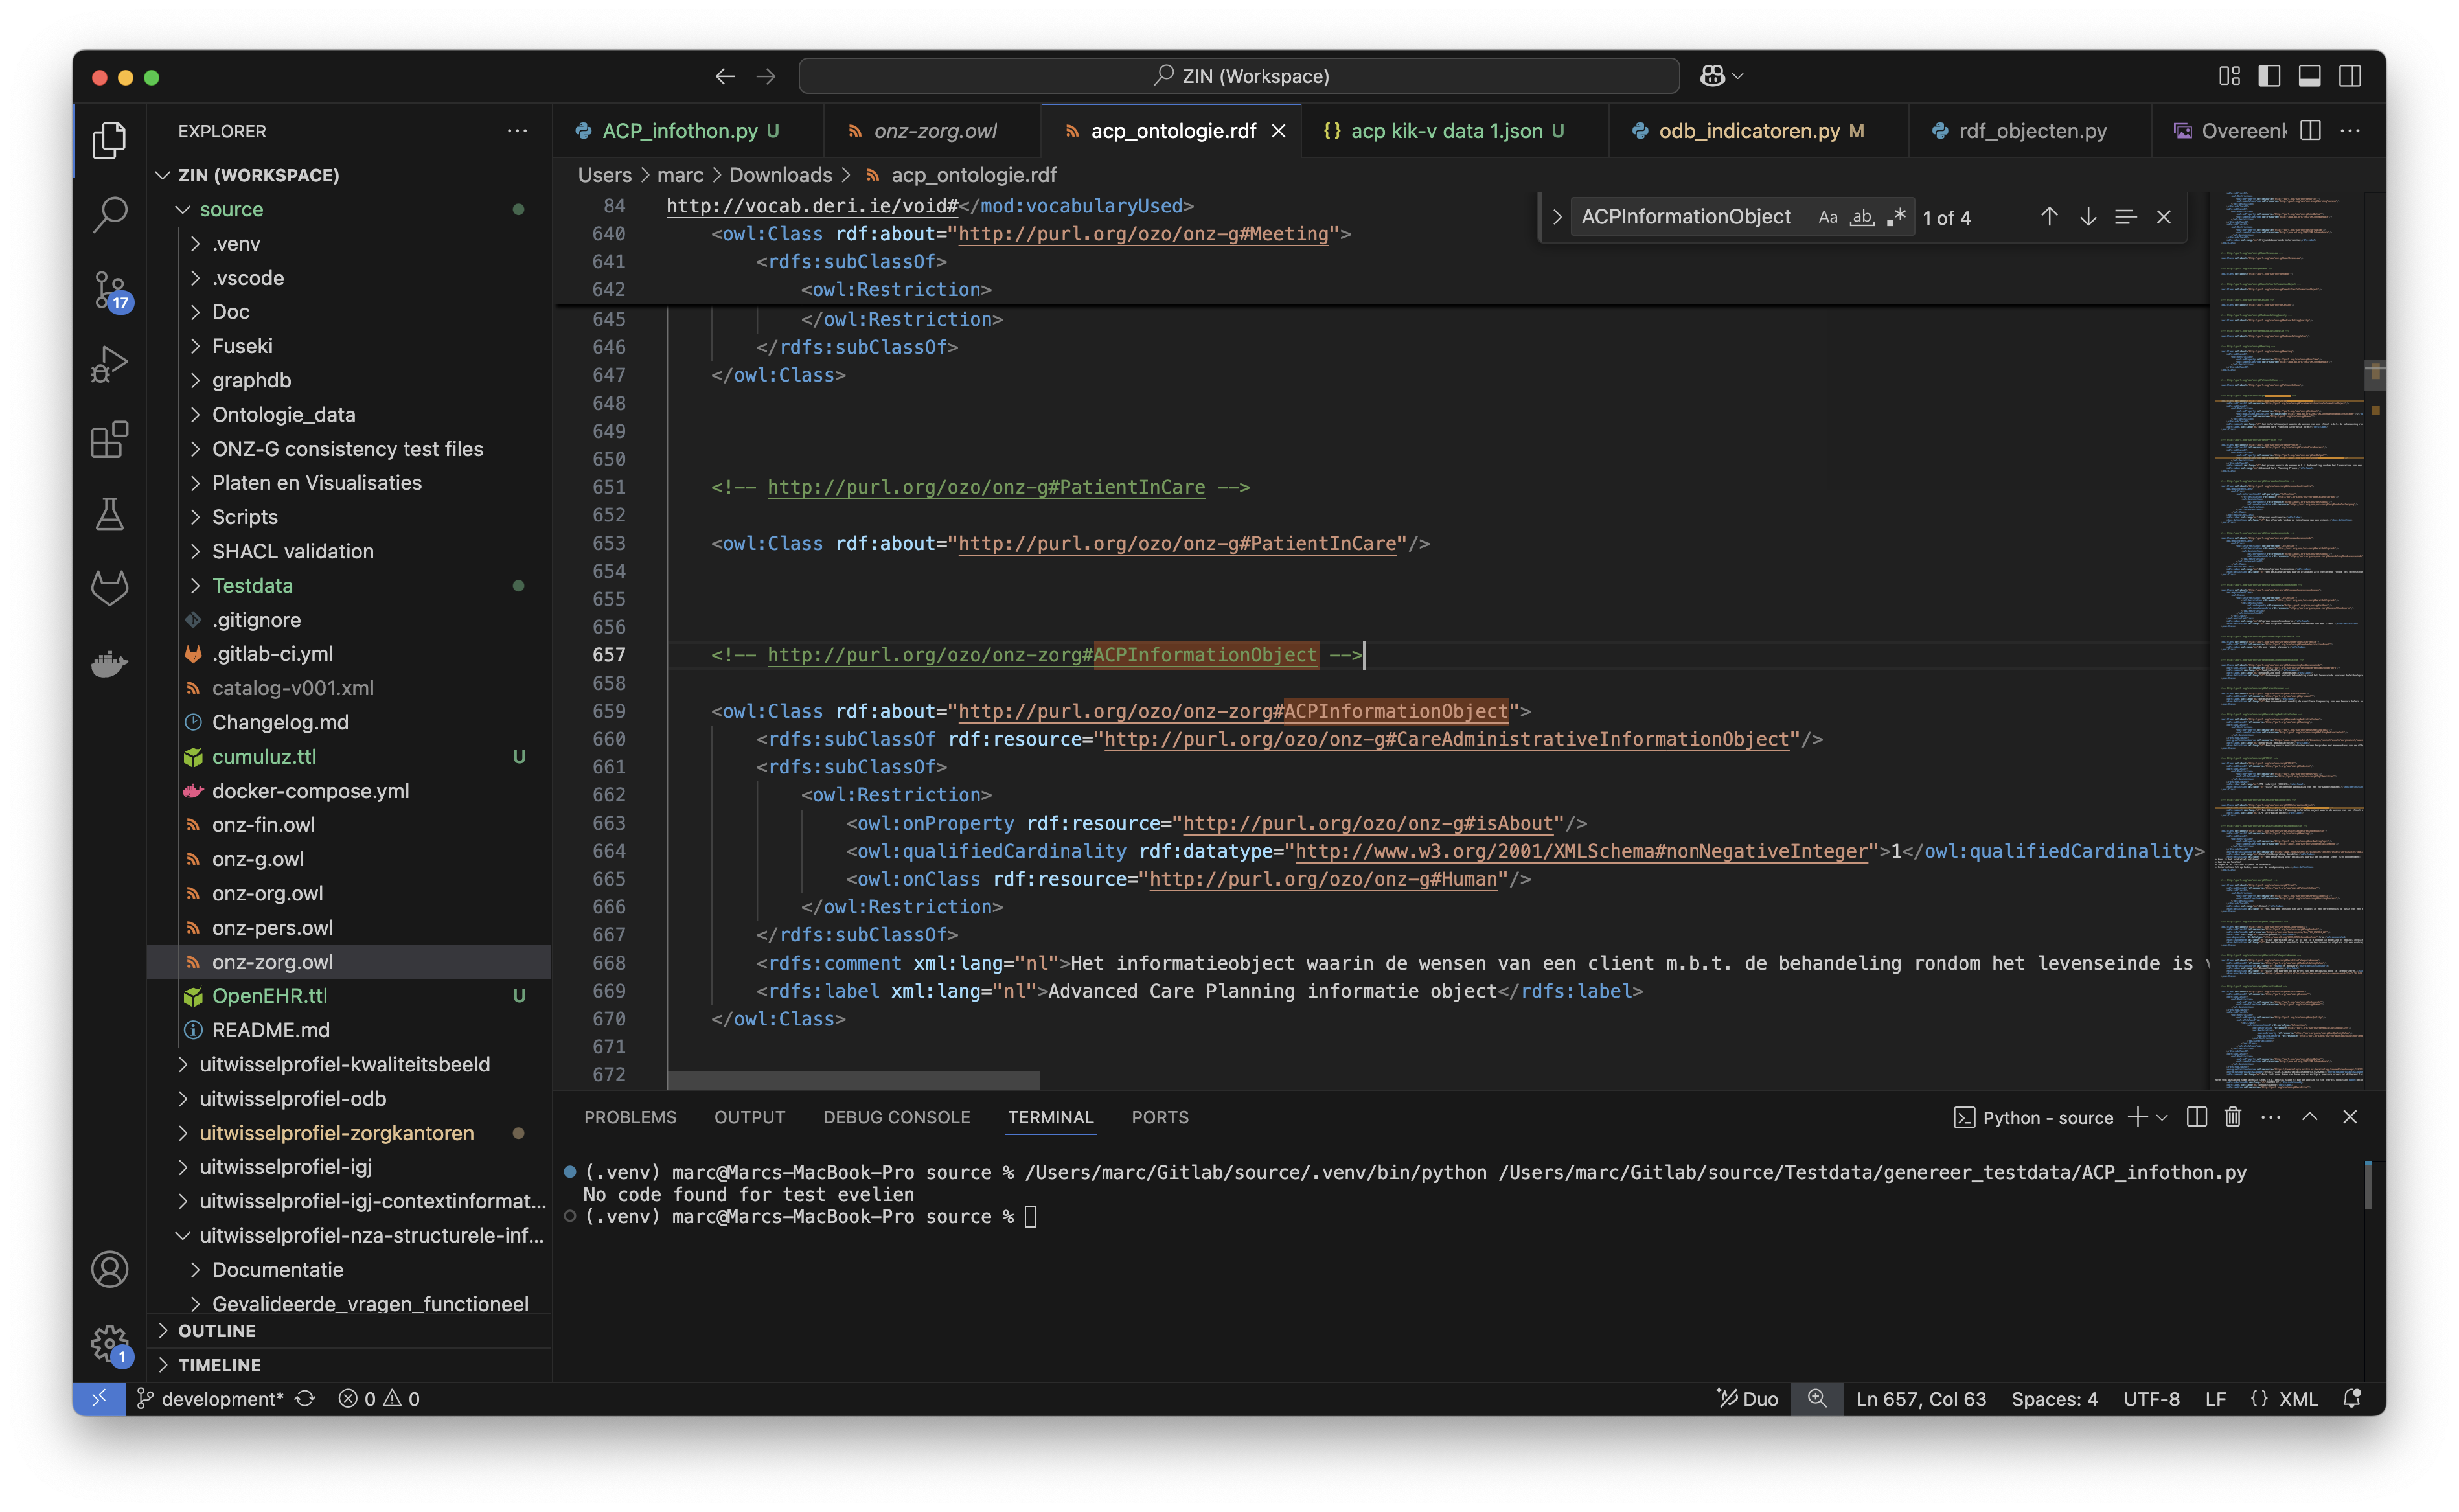 ZIN (Workspace)
EXPLORER
ZIN (WORKSPACE)
source
.venv
.vscode
Doc
Fuseki
graphdb
Ontologie_data
ONZ-G consistency test files
Platen en Visualisaties
Scripts
SHACL validation
Testdata
.gitignore
.gitlab-ci.yml
catalog-v001.xml
Changelog.md
cumuluz.ttl U
docker-compose.yml
onz-fin.owl
onz-g.owl
onz-org.owl
onz-pers.owl
onz-zorg.owl
OpenEHR.ttl U
README.md
uitwisselprofiel-kwaliteitsbeeld
uitwisselprofiel-odb
uitwisselprofiel-zorgkantoren
uitwisselprofiel-igj
uitwisselprofiel-igj-contextinformat...
uitwisselprofiel-nza-structurele-inf...
Documentatie
Gevalideerde_vragen_functioneel
OUTLINE
TIMELINE
17
1
ACP_infothon.py U onz-zorg.owl acp_ontologie.rdf {} acp kik-v data 1.json U odb_indicatoren.py M rdf_objecten.py Overeenk
Users > marc > Downloads > acp_ontologie.rdf
ACPInformationObject Aa ab 1 of 4
84 http://vocab.deri.ie/void#</mod:vocabularyUsed>
640 <owl:Class rdf:about="http://purl.org/ozo/onz-g#Meeting">
641 <rdfs:subClassOf>
642 <owl:Restriction>
645 </owl:Restriction>
646 </rdfs:subClassOf>
647 </owl:Class>
648
649
650
651 <!-- http://purl.org/ozo/onz-g#PatientInCare -->
652
653 <owl:Class rdf:about="http://purl.org/ozo/onz-g#PatientInCare"/>
654
655
656
657 <!-- http://purl.org/ozo/onz-zorg#ACPInformationObject -->
658
659 <owl:Class rdf:about="http://purl.org/ozo/onz-zorg#ACPInformationObject">
660 <rdfs:subClassOf rdf:resource="http://purl.org/ozo/onz-g#CareAdministrativeInformationObject"/>
661 <rdfs:subClassOf>
662 <owl:Restriction>
663 <owl:onProperty rdf:resource="http://purl.org/ozo/onz-g#isAbout"/>
664 <owl:qualifiedCardinality rdf:datatype="http://www.w3.org/2001/XMLSchema#nonNegativeInteger">1</owl:qualifiedCardinality>
665 <owl:onClass rdf:resource="http://purl.org/ozo/onz-g#Human"/>
666 </owl:Restriction>
667 </rdfs:subClassOf>
668 <rdfs:comment xml:lang="nl">Het informatieobject waarin de wensen van een client m.b.t. de behandeling rondom het levenseinde is
669 <rdfs:label xml:lang="nl">Advanced Care Planning informatie object</rdfs:label>
670 </owl:Class>
671
672
PROBLEMS OUTPUT DEBUG CONSOLE TERMINAL PORTS Python - source
(.venv) marc@Marcs-MacBook-Pro source % /Users/marc/Gitlab/source/.venv/bin/python /Users/marc/Gitlab/source/Testdata/genereer_testdata/ACP_infothon.py
No code found for test evelien
(.venv) marc@Marcs-MacBook-Pro source %
development* 0 0 Duo Ln 657, Col 63 Spaces: 4 UTF-8 LF {} XML